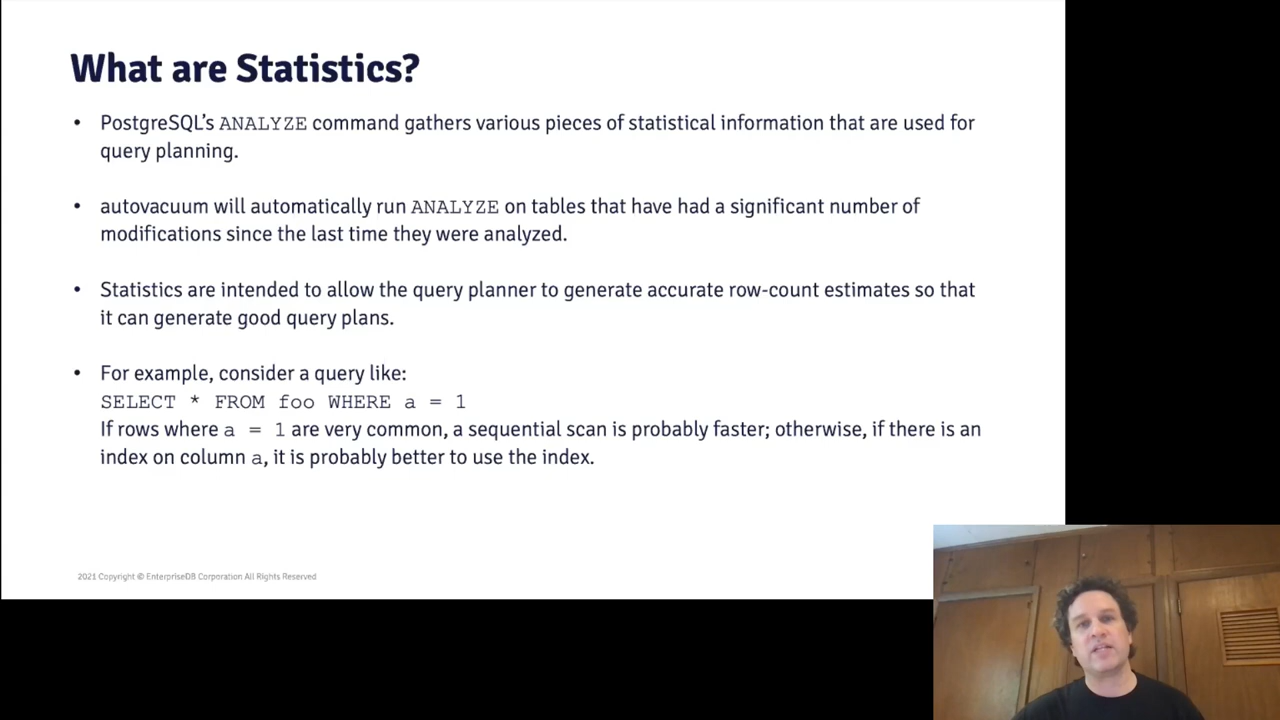 What are Statistics?
• PostgreSQL's ANALYZE command gathers various pieces of statistical information that are used for
query planning.
• autovacuum will automatically run ANALYZE on tables that have had a significant number of
modifications since the last time they were analyzed.
• Statistics are intended to allow the query planner to generate accurate row-count estimates so that
it can generate good query plans.
• For example, consider a query like:
SELECT * FROM foo WHERE a = 1
If rows where a = 1 are very common, a sequential scan is probably faster; otherwise, if there is an
index on column a, it is probably better to use the index.
2021 Copyright © EnterpriseDB Corporation All Rights Reserved